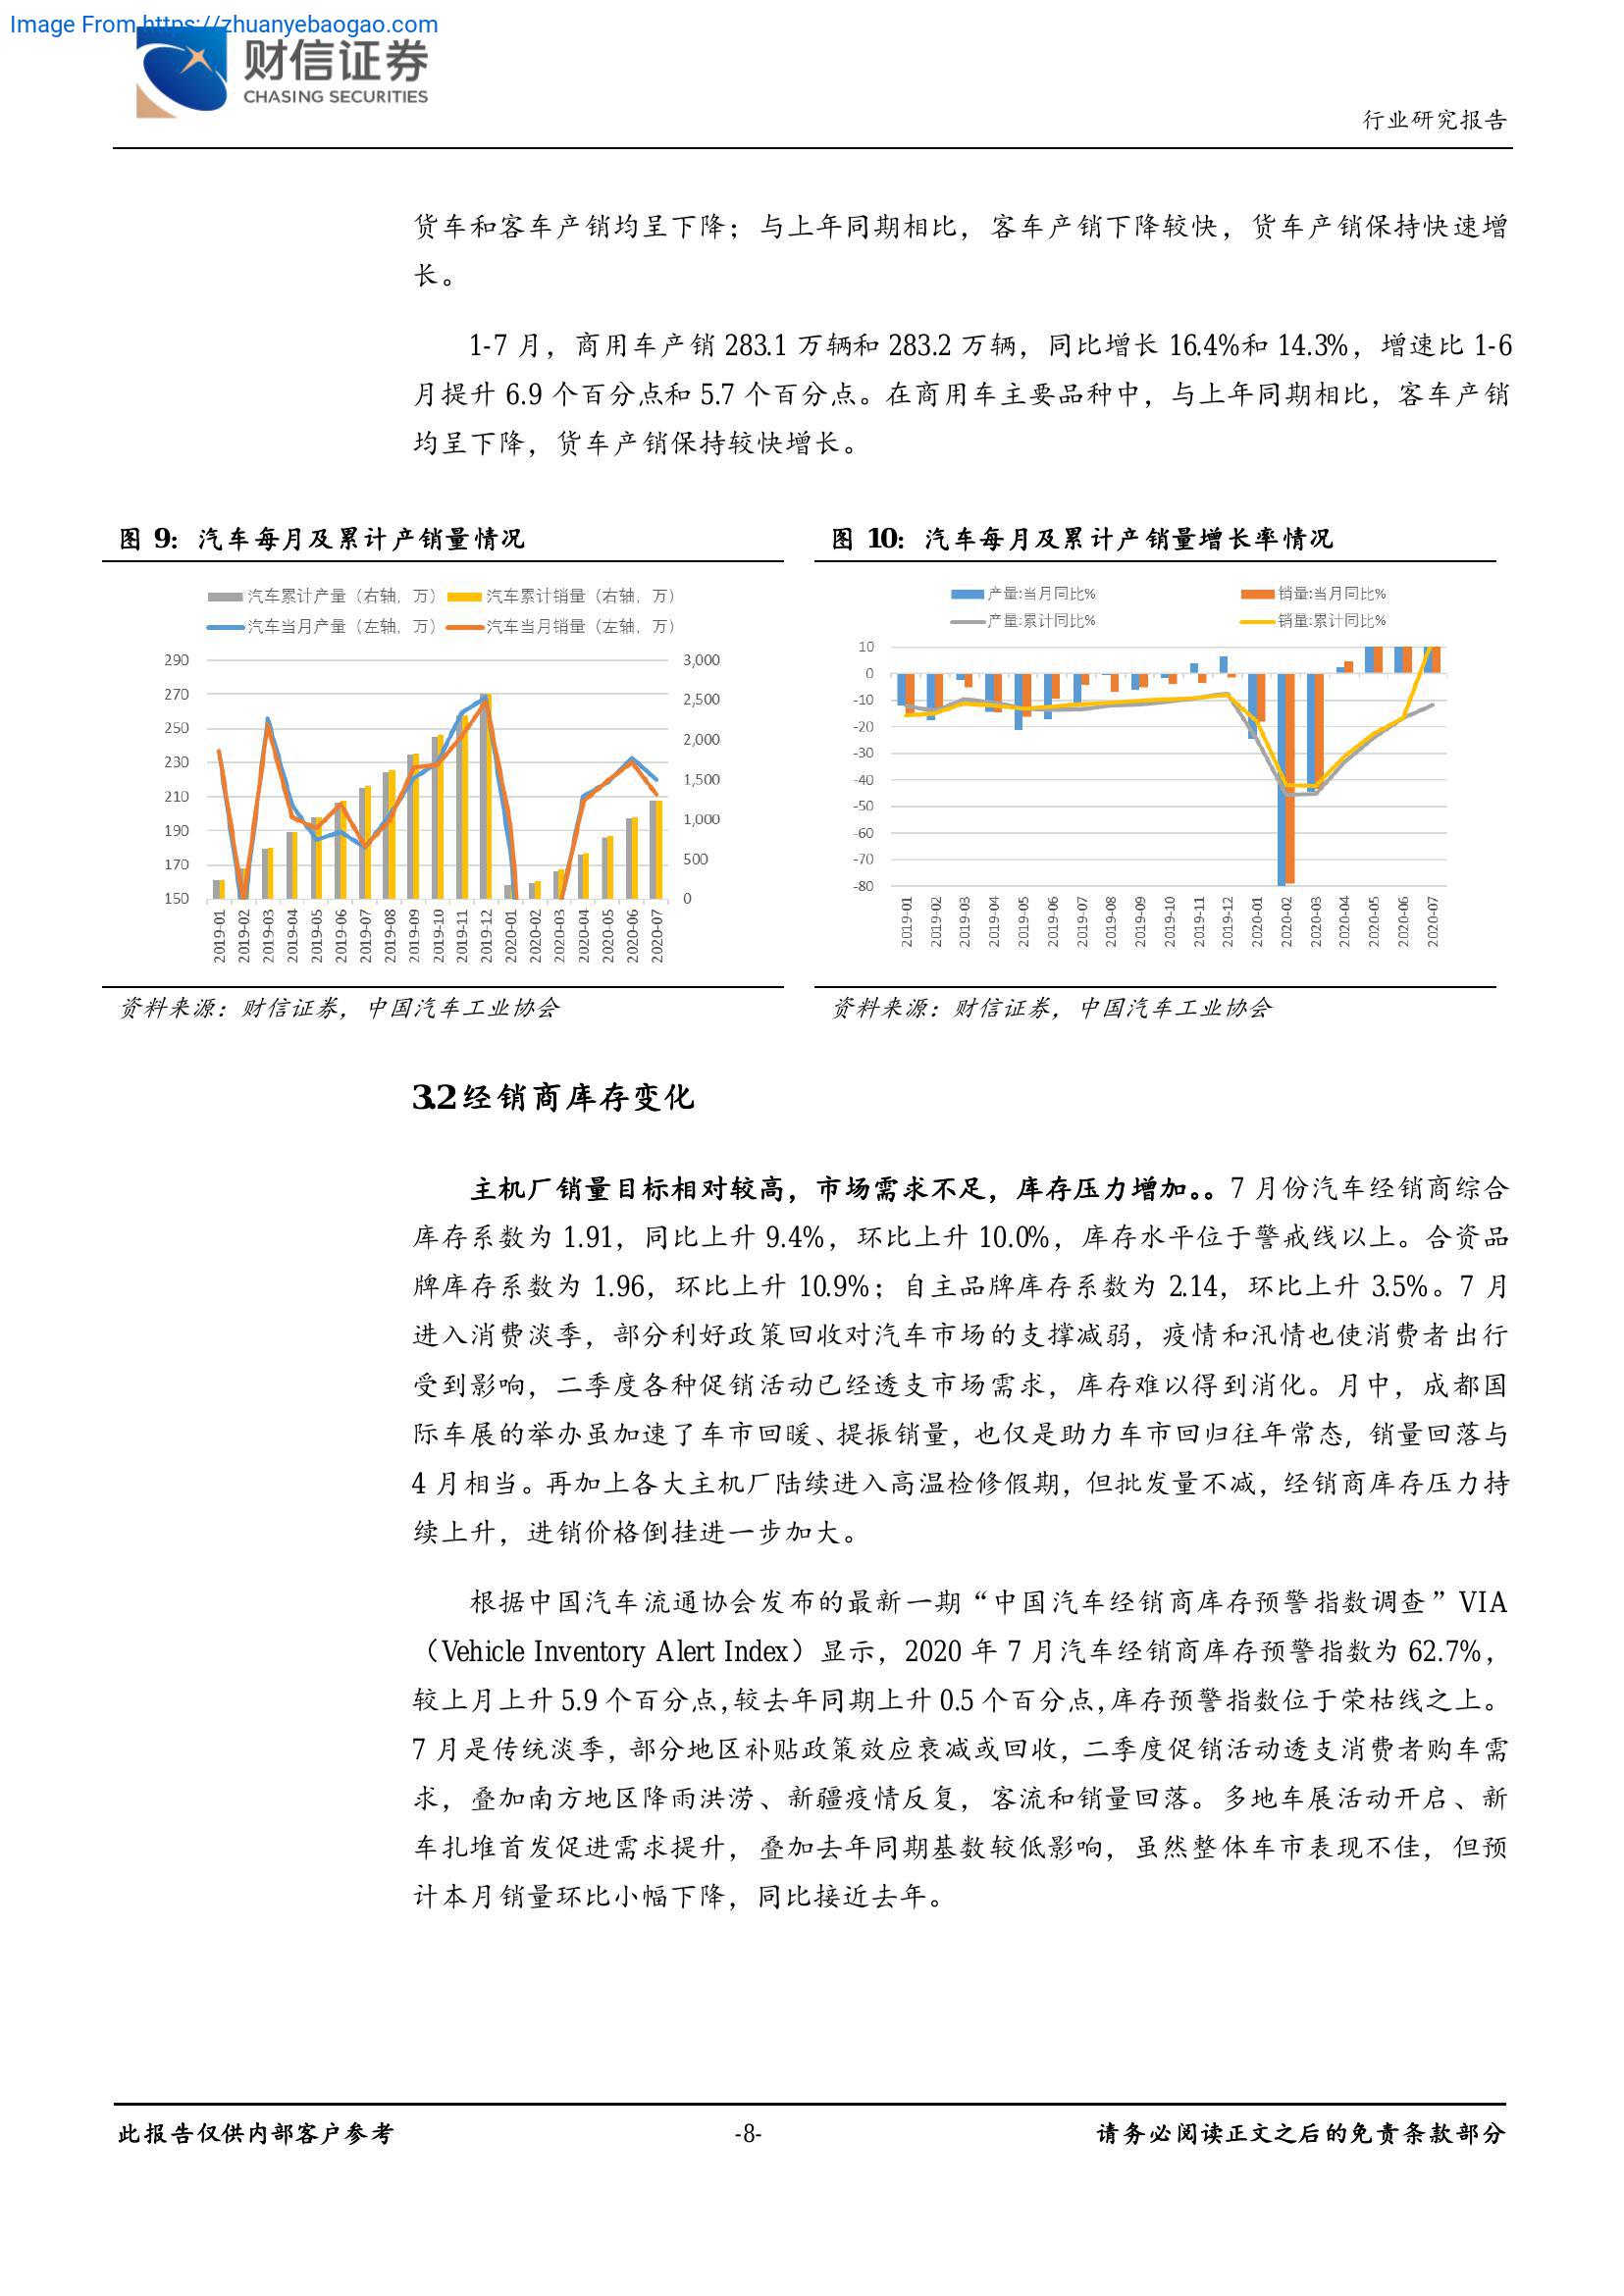 Image From https://zhuanyebaogao.com
财信证券
CHASING SECURITIES
行业研究报告
货车和客车产销均呈下降；与上年同期相比，客车产销下降较快，货车产销保持快速增
长。
1-7 月，商用车产销 283.1 万辆和 283.2 万辆，同比增长 16.4%和 14.3%，增速比 1-6
月提升 6.9 个百分点和 5.7 个百分点。在商用车主要品种中，与上年同期相比，客车产销
均呈下降，货车产销保持较快增长。
图 9：汽车每月及累计产销量情况
汽车累计产量（右轴，万） 汽车累计销量（右轴，万）
汽车当月产量（左轴，万） 汽车当月销量（左轴，万）
290 3,000
270 2,500
250 2,000
230 1,500
210 1,000
190 500
170 0
150
2019-01 2019-02 2019-03 2019-04 2019-05 2019-06 2019-07 2019-08 2019-09 2019-10 2019-11 2019-12 2020-01 2020-02 2020-03 2020-04 2020-05 2020-06 2020-07
资料来源：财信证券，中国汽车工业协会
图 10：汽车每月及累计产销量增长率情况
产量:当月同比% 销量:当月同比%
产量:累计同比% 销量:累计同比%
10
0
-10
-20
-30
-40
-50
-60
-70
-80
2019-01 2019-02 2019-03 2019-04 2019-05 2019-06 2019-07 2019-08 2019-09 2019-10 2019-11 2019-12 2020-01 2020-02 2020-03 2020-04 2020-05 2020-06 2020-07
资料来源：财信证券，中国汽车工业协会
3.2 经销商库存变化
主机厂销量目标相对较高，市场需求不足，库存压力增加。。7 月份汽车经销商综合
库存系数为 1.91，同比上升 9.4%，环比上升 10.0%，库存水平位于警戒线以上。合资品
牌库存系数为 1.96，环比上升 10.9%；自主品牌库存系数为 2.14，环比上升 3.5%。7 月
进入消费淡季，部分利好政策回收对汽车市场的支撑减弱，疫情和汛情也使消费者出行
受到影响，二季度各种促销活动已经透支市场需求，库存难以得到消化。月中，成都国
际车展的举办虽加速了车市回暖、提振销量，也仅是助力车市回归往年常态，销量回落与
4 月相当。再加上各大主机厂陆续进入高温检修假期，但批发量不减，经销商库存压力持
续上升，进销价格倒挂进一步加大。
根据中国汽车流通协会发布的最新一期“中国汽车经销商库存预警指数调查”VIA
（Vehicle Inventory Alert Index）显示，2020 年 7 月汽车经销商库存预警指数为 62.7%，
较上月上升 5.9 个百分点，较去年同期上升 0.5 个百分点，库存预警指数位于荣枯线之上。
7 月是传统淡季，部分地区补贴政策效应衰减或回收，二季度促销活动透支消费者购车需
求，叠加南方地区降雨洪涝、新疆疫情反复，客流和销量回落。多地车展活动开启、新
车扎堆首发促进需求提升，叠加去年同期基数较低影响，虽然整体车市表现不佳，但预
计本月销量环比小幅下降，同比接近去年。
此报告仅供内部客户参考
-8-
请务必阅读正文之后的免责条款部分